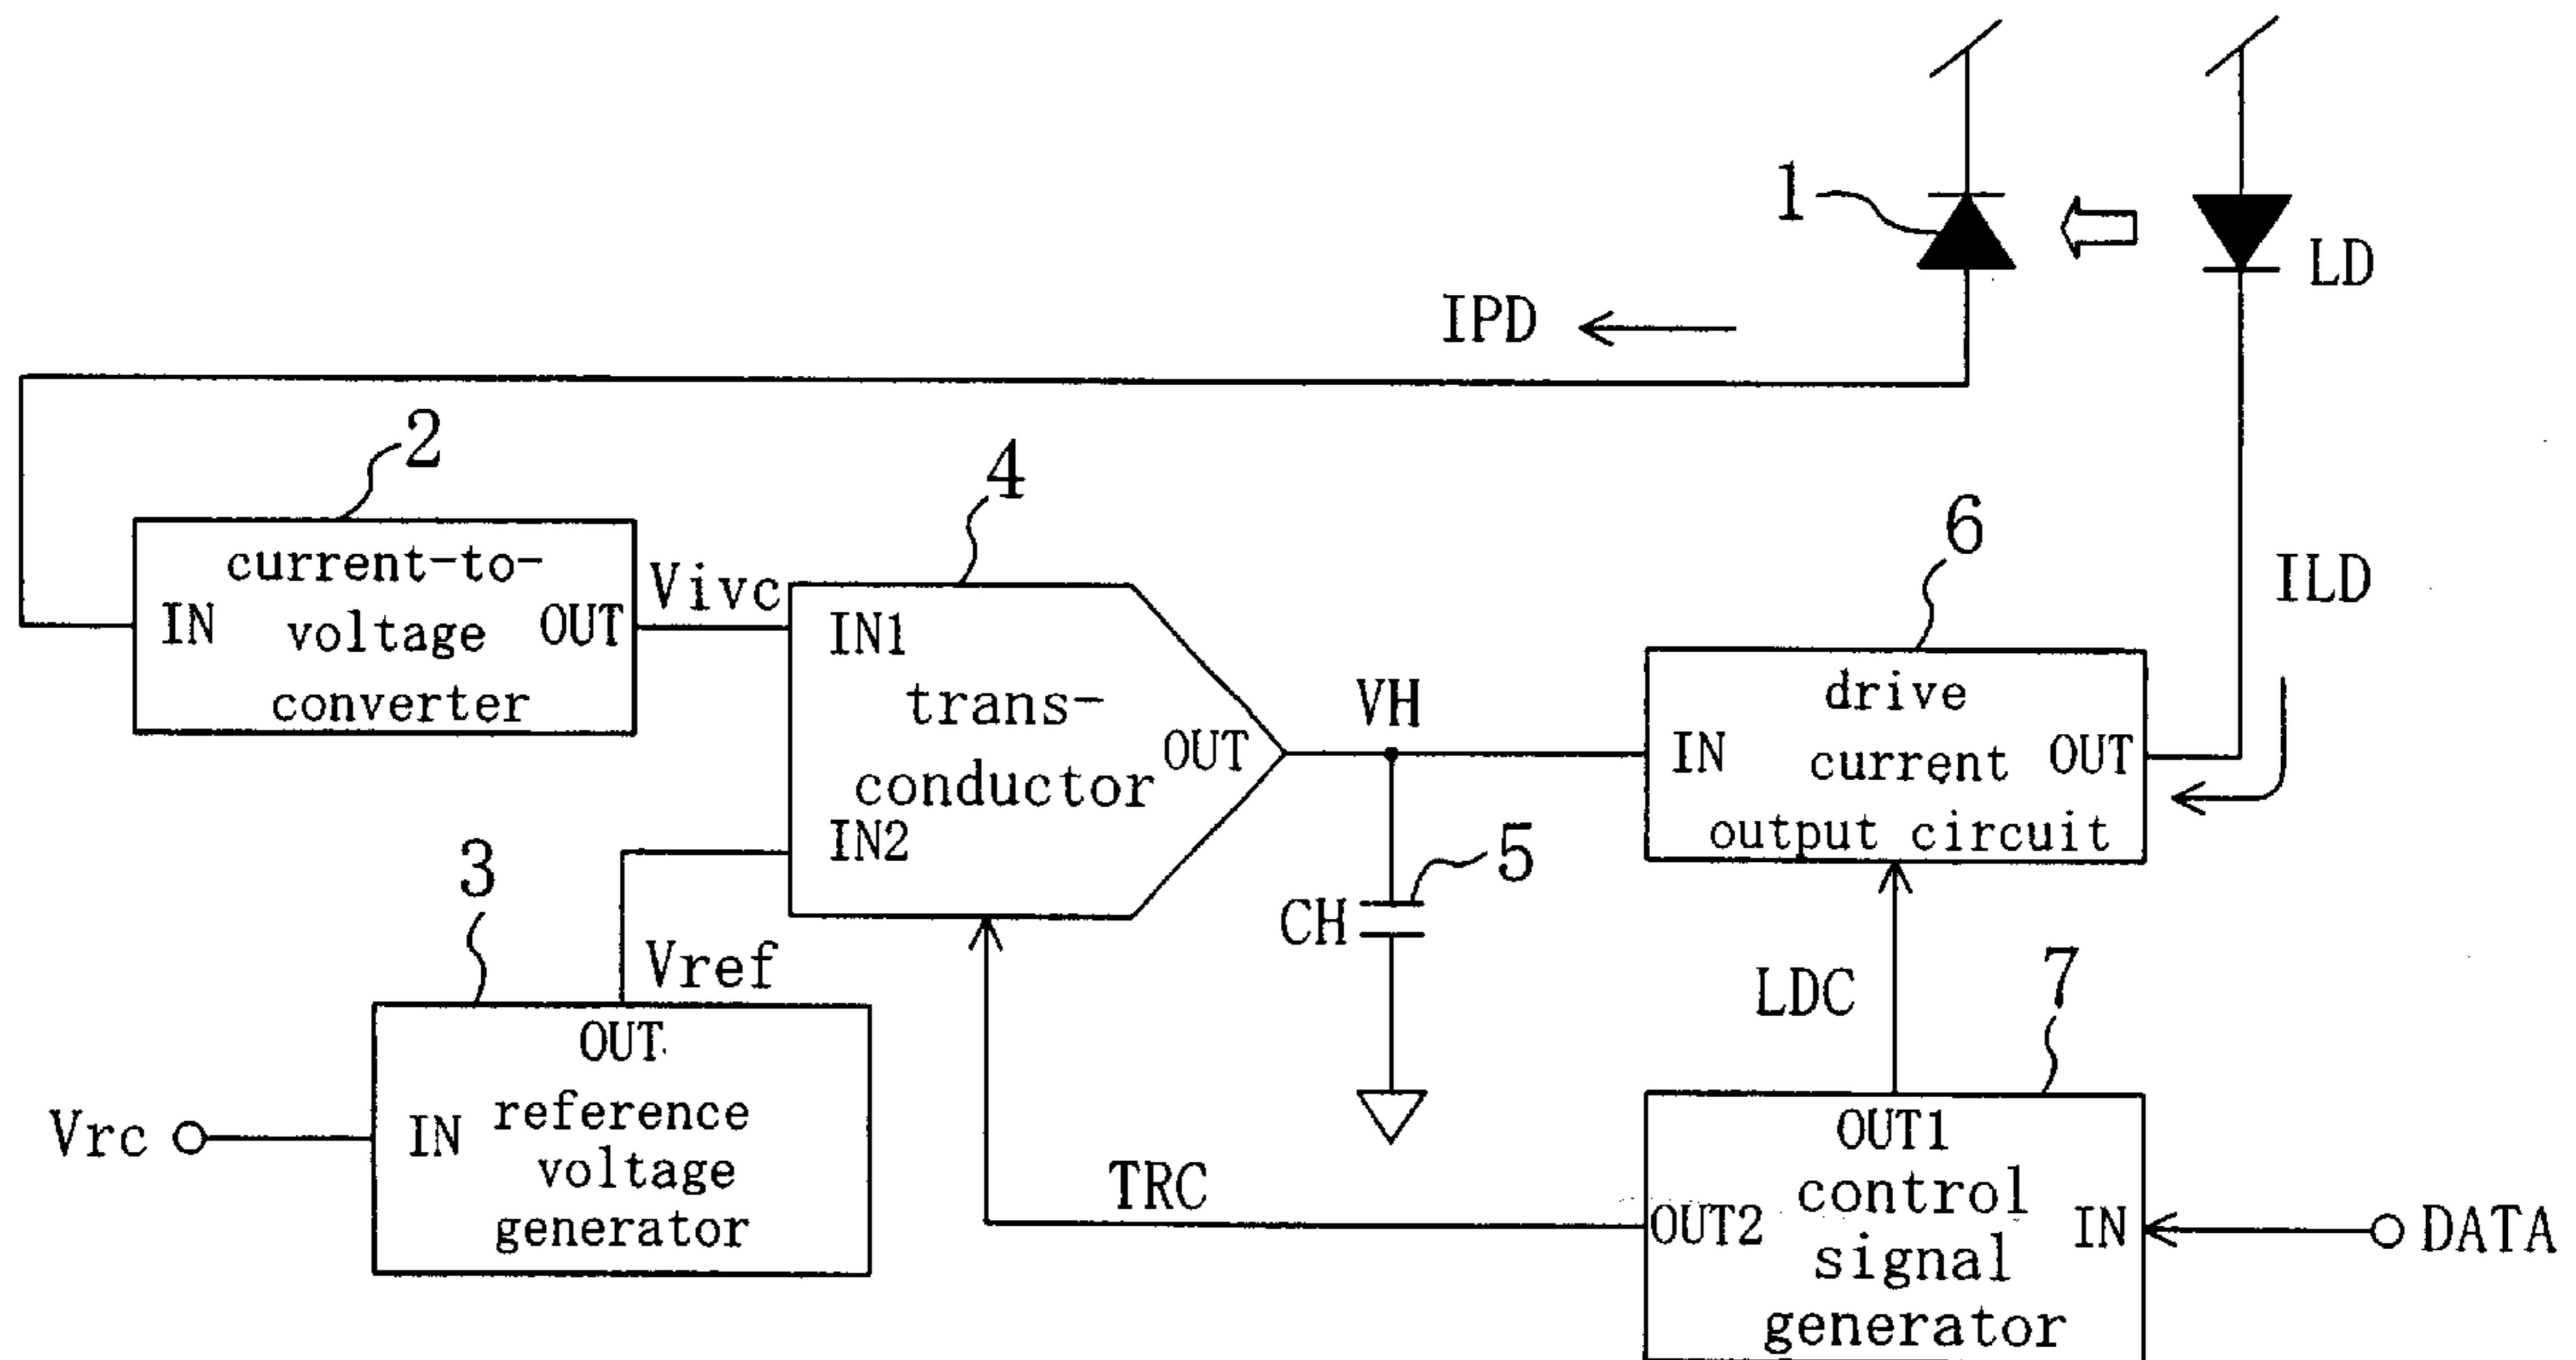 1
LD
IPD
2
4
6
ILD
current-to-
voltage
converter
IN
OUT
Vivc
IN1
trans-
conductor
OUT
IN2
VH
drive
current
output circuit
IN
OUT
3
5
CH
Vref
LDC
7
OUT
reference
voltage
generator
IN
Vrc
TRC
OUT1
control
signal
generator
OUT2
IN
DATA